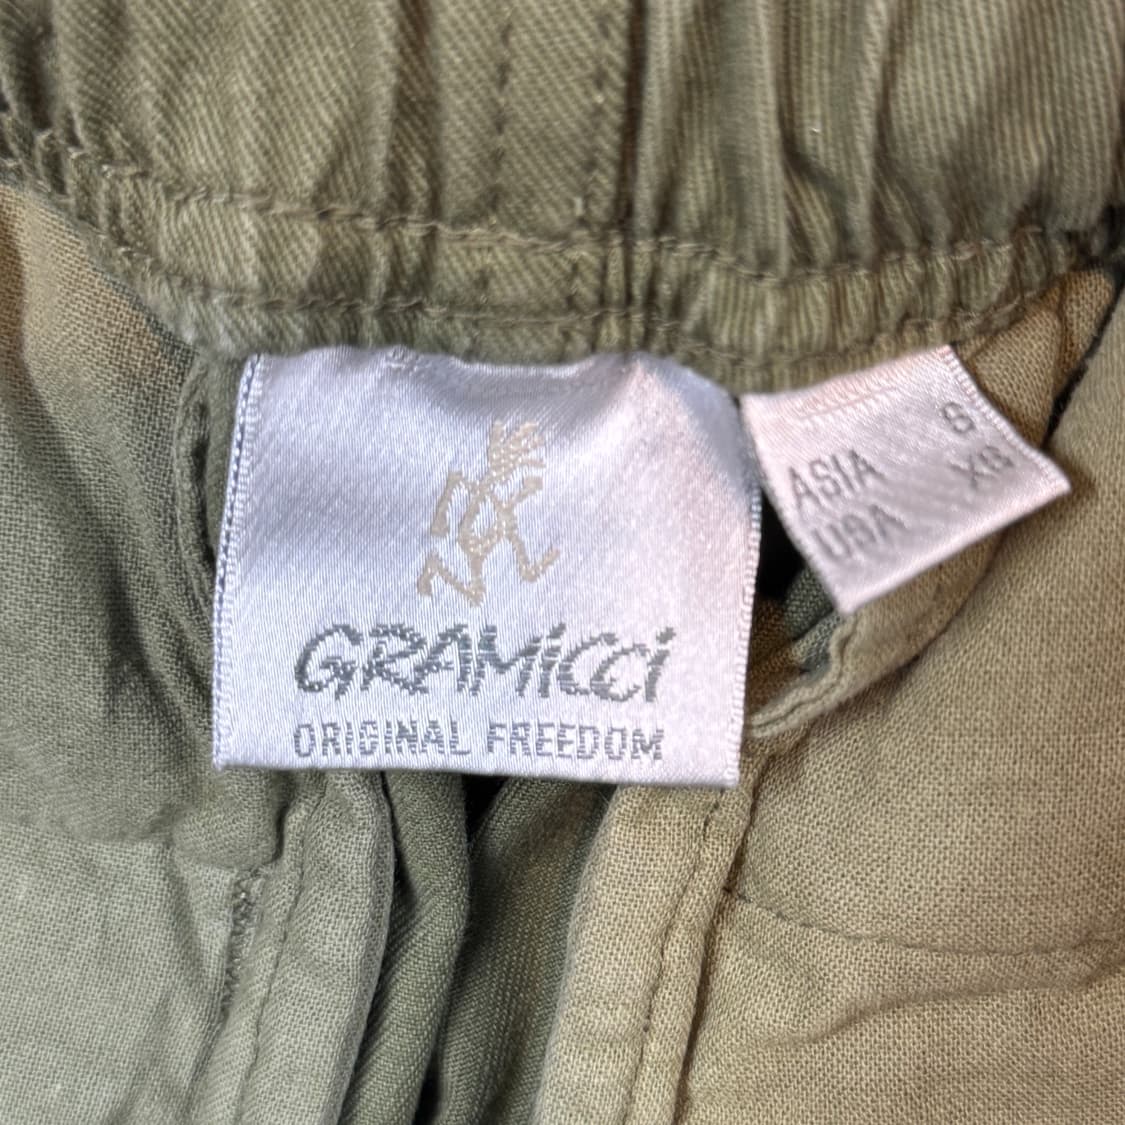 GRAMiCCi
ORIGINAL FREEDOM
ASIA S
USA XS